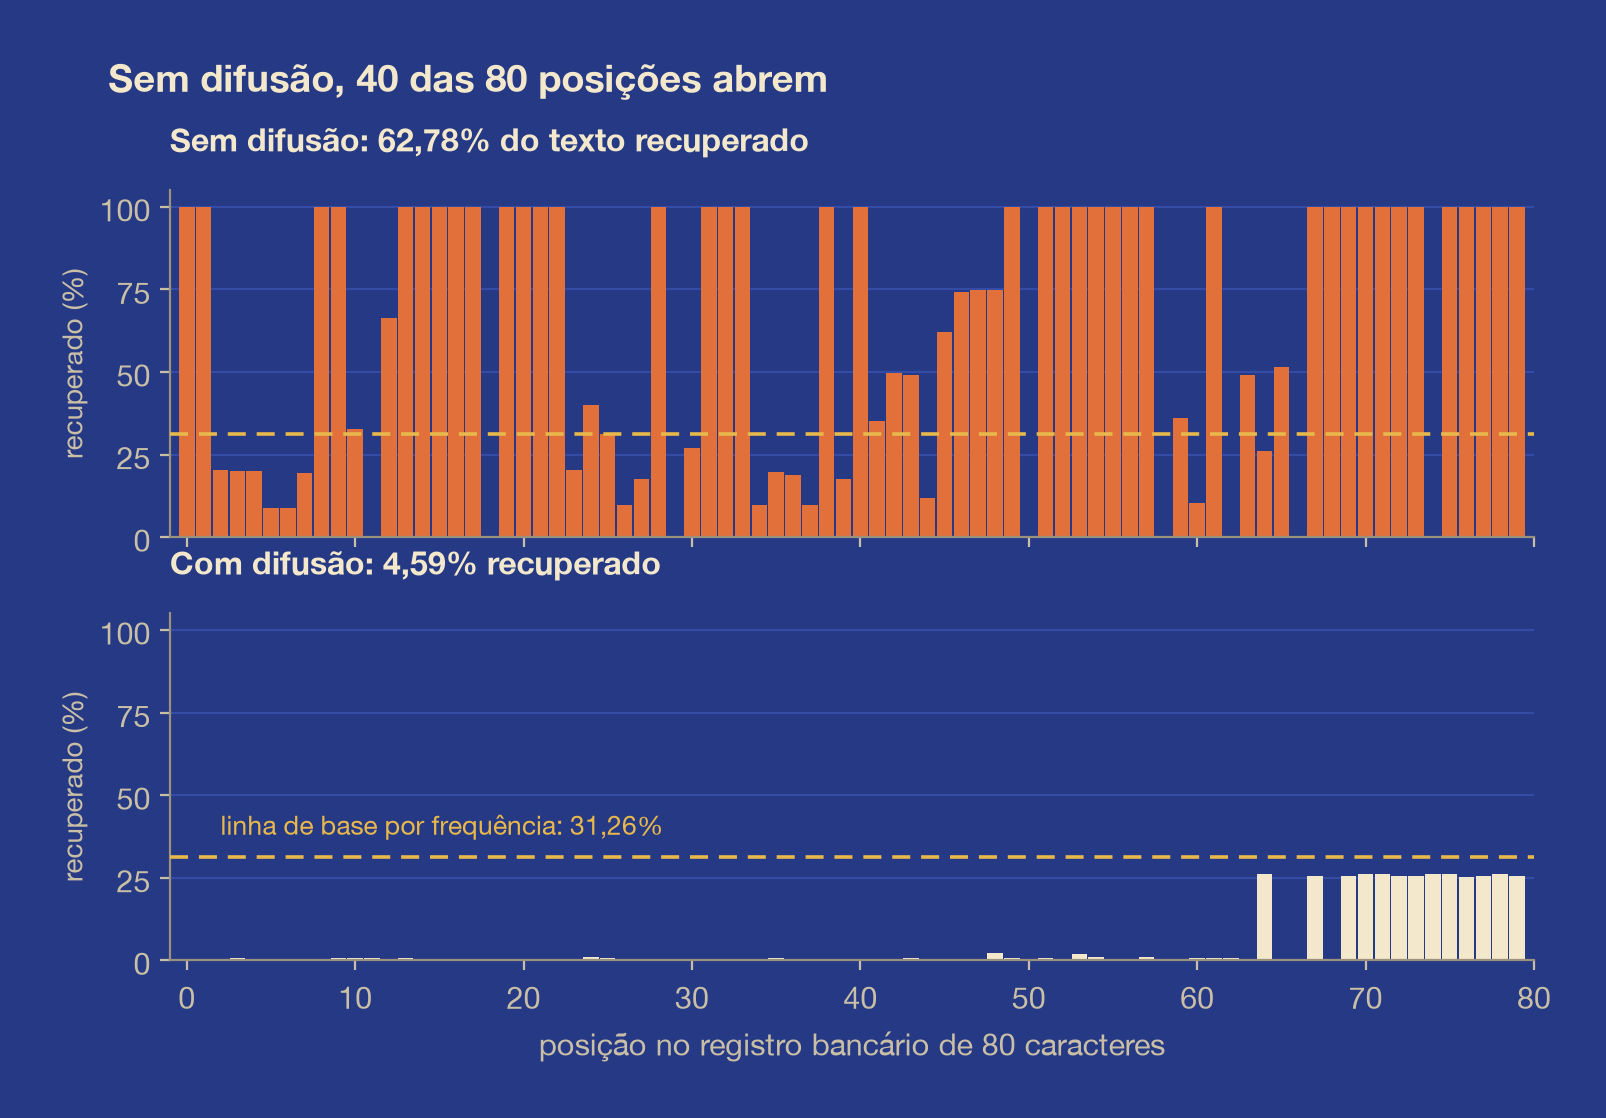 Sem difusão, 40 das 80 posições abrem
Sem difusão: 62,78% do texto recuperado
100
75
50
25
0
recuperado (%)
Com difusão: 4,59% recuperado
100
75
50
25
0
recuperado (%)
linha de base por frequência: 31,26%
0 10 20 30 40 50 60 70 80
posição no registro bancário de 80 caracteres